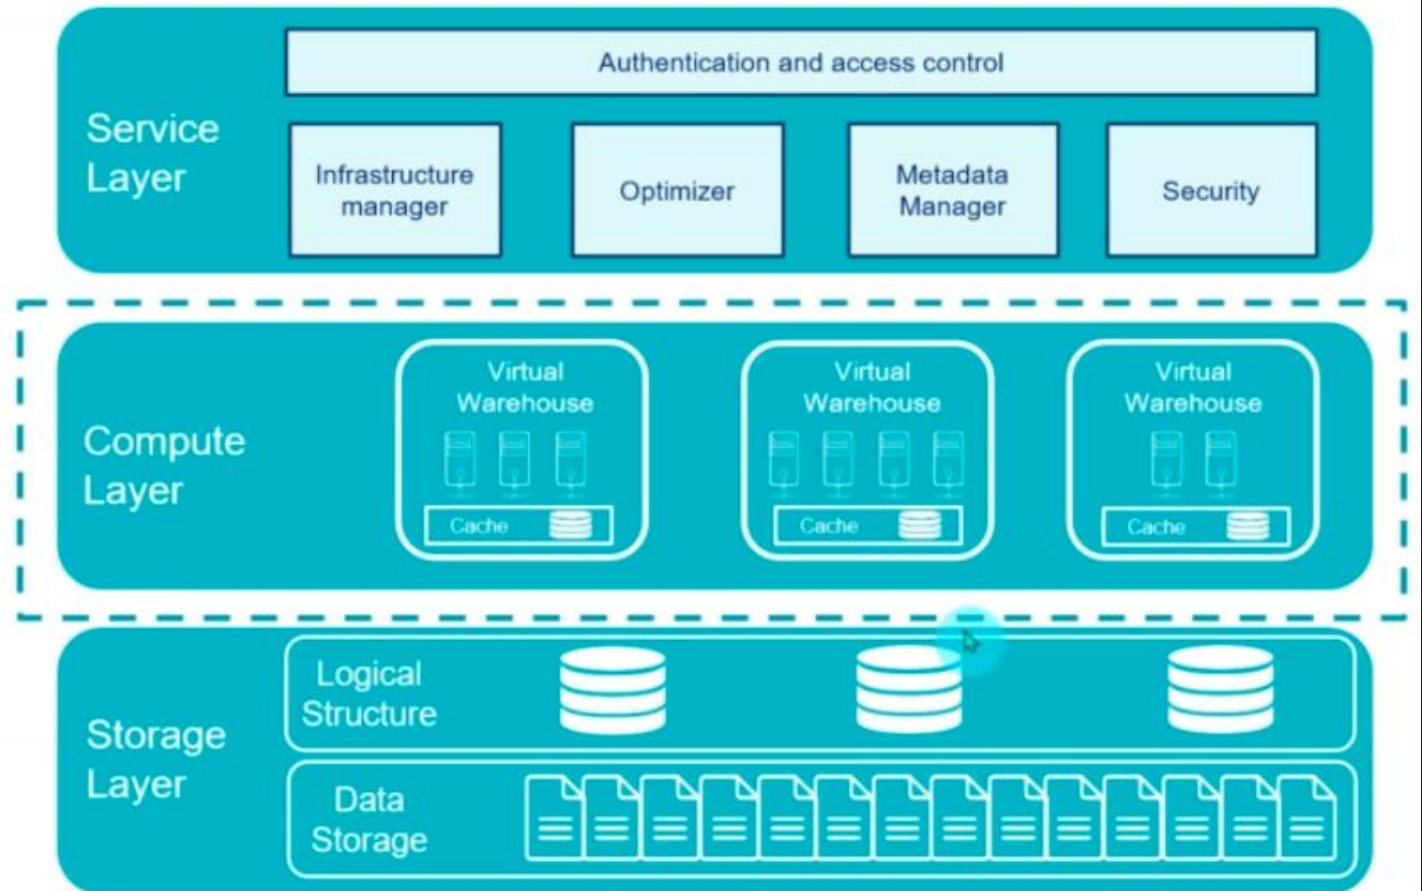 Service
Layer
Authentication and access control
Infrastructure
manager
Optimizer
Metadata
Manager
Security
Compute
Layer
Virtual
Warehouse
Cache
Virtual
Warehouse
Cache
Virtual
Warehouse
Cache
Storage
Layer
Logical
Structure
Data
Storage